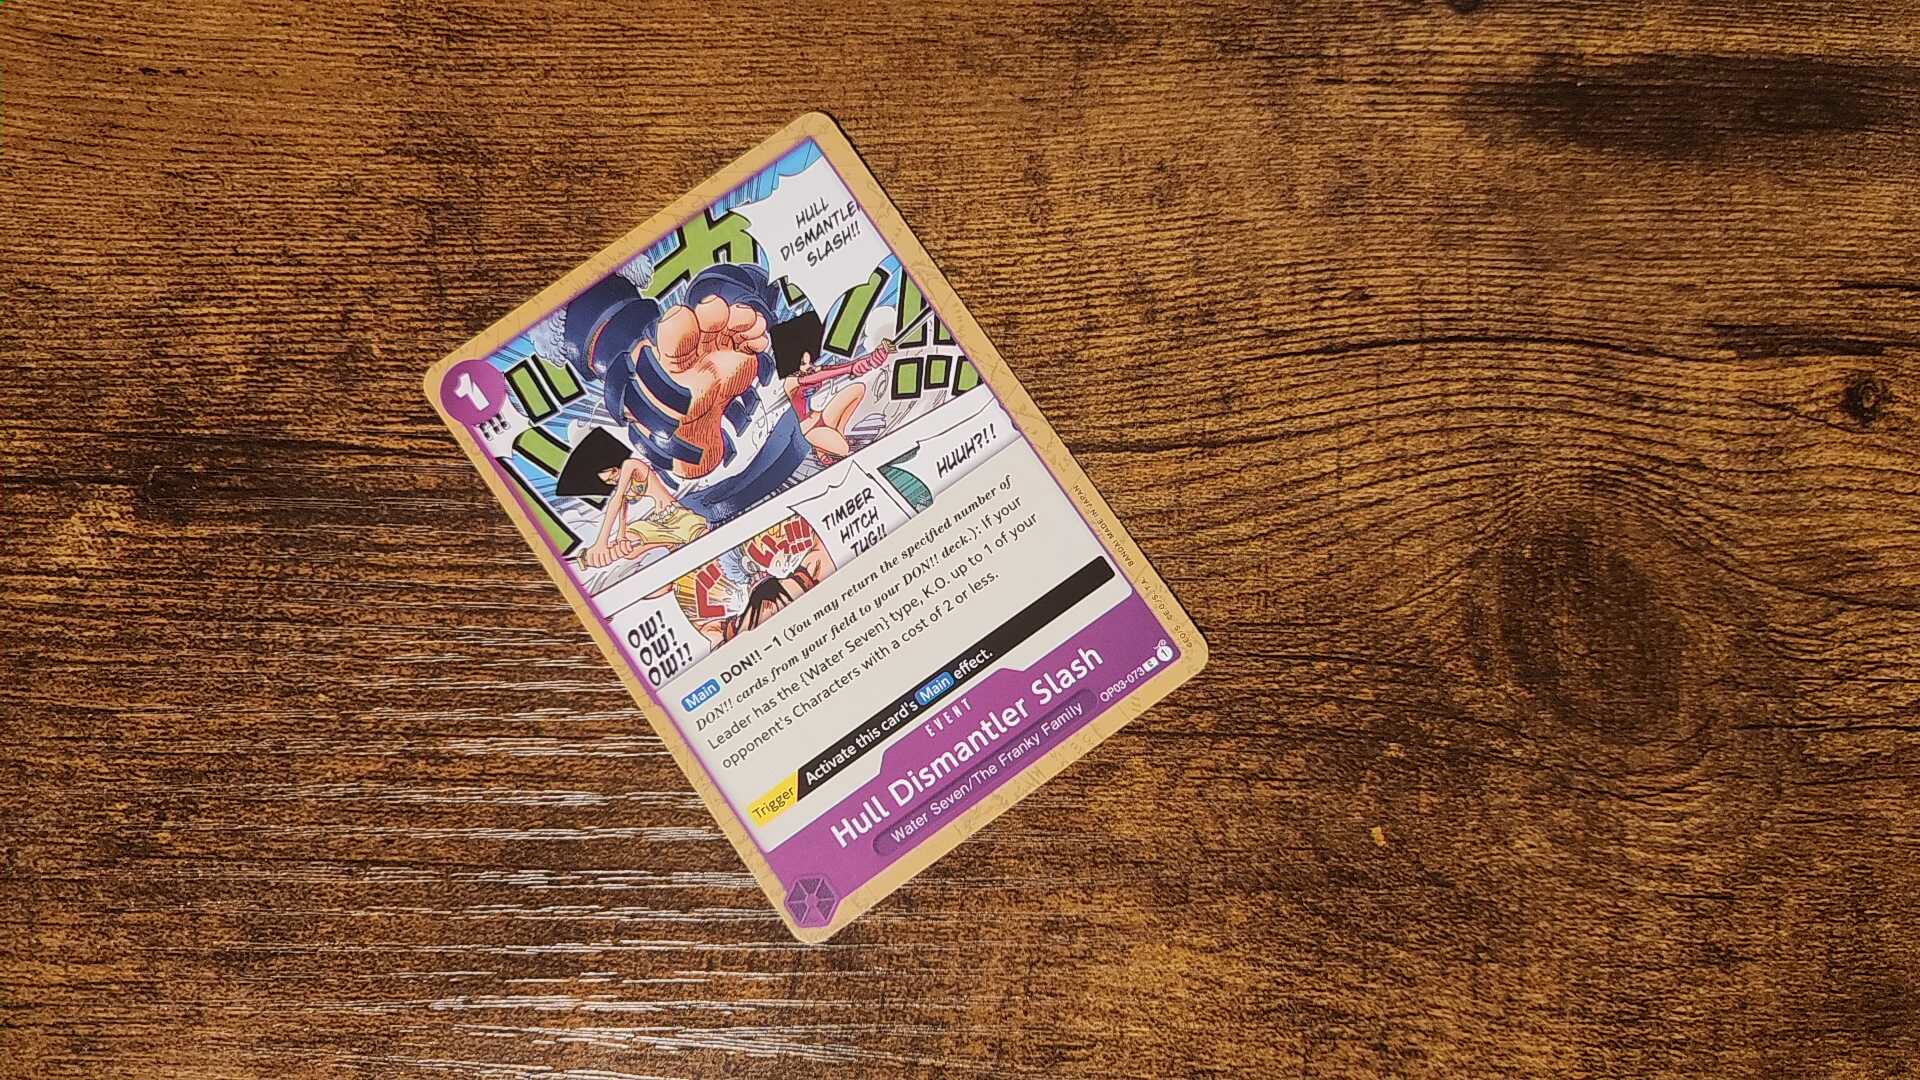 1
HULL
DISMANTLER
SLASH!!
HUUH?!!
TIMBER
HITCH
TUG!!
OW!
OW!
OW!!
Main DON!! −1 (You may return the specified number of
DON!! cards from your field to your DON!! deck.): If your
Leader has the {Water Seven} type, K.O. up to 1 of your
opponent's Characters with a cost of 2 or less.
Trigger Activate this card's Main effect.
EVENT
Hull Dismantler Slash
Water Seven/The Franky Family
OP03-073 C 1
BANDAI MADE IN JAPAN